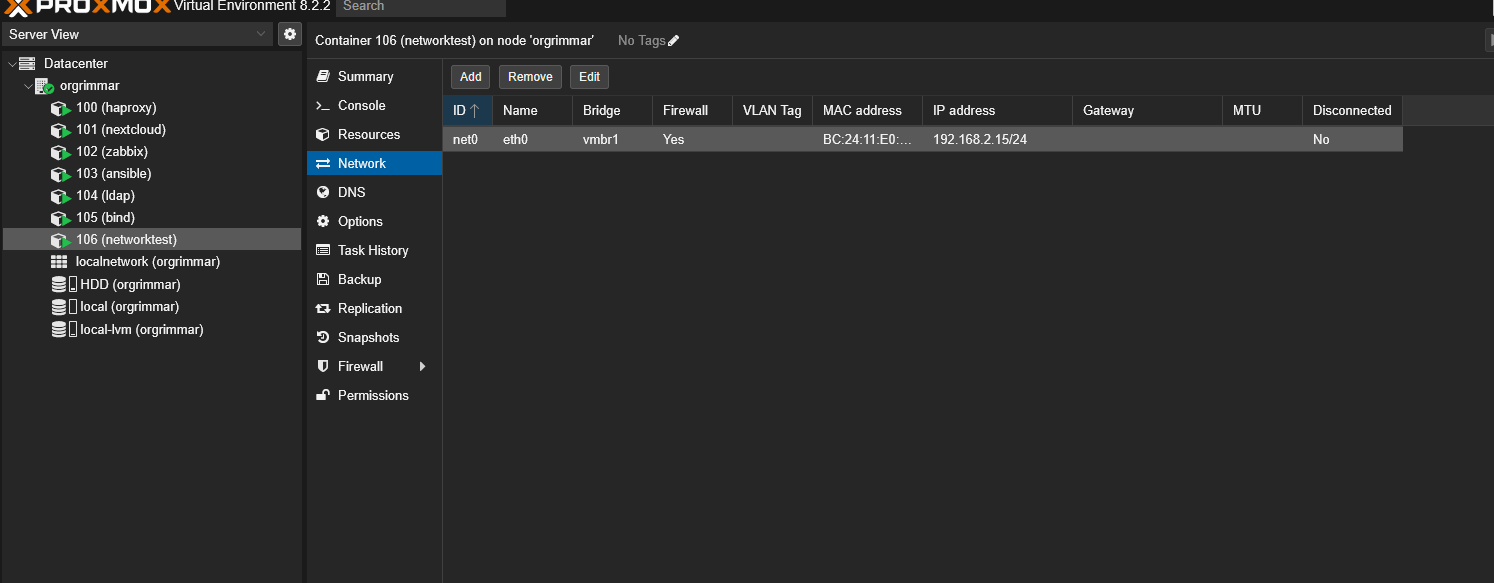 PROXMOX Virtual Environment 8.2.2 Search
Server View
Container 106 (networktest) on node 'orgrimmar' No Tags
Datacenter
orgrimmar
100 (haproxy)
101 (nextcloud)
102 (zabbix)
103 (ansible)
104 (ldap)
105 (bind)
106 (networktest)
localnetwork (orgrimmar)
HDD (orgrimmar)
local (orgrimmar)
local-lvm (orgrimmar)
Summary
Console
Resources
Network
DNS
Options
Task History
Backup
Replication
Snapshots
Firewall
Permissions
Add Remove Edit
ID Name Bridge Firewall VLAN Tag MAC address IP address Gateway MTU Disconnected
net0 eth0 vmbr1 Yes BC:24:11:E0:... 192.168.2.15/24 No